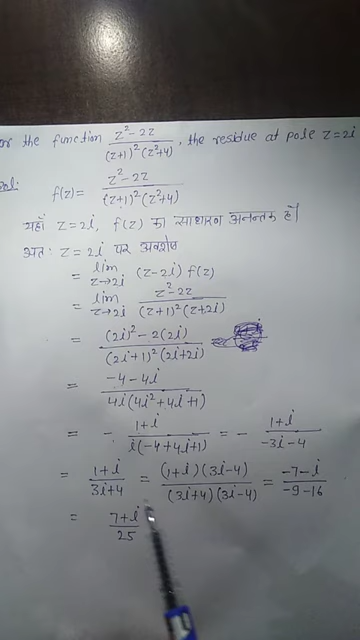 the function (z²-2z)/((z+1)²(z²+4)), the residue at pole z=2i
f(z)= (z²-2z)/((z+1)²(z²+4))
यहाँ z=2i, f(z) का साधारण अनन्तक है।
अतः z=2i पर अवशेष
= lim z→2i (z-2i) f(z)
= lim z→2i (z²-2z)/((z+1)²(z+2i))
= ((2i)²-2(2i))/((2i+1)²(2i+2i))
= (-4-4i)/(4i(4i²+4i+1))
= - (1+i)/(i(-4+4i+1)) = - (1+i)/(-3i-4)
= (1+i)/(3i+4) = ((1+i)(3i-4))/((3i+4)(3i-4)) = (-7-i)/(-9-16)
= (7+i)/25